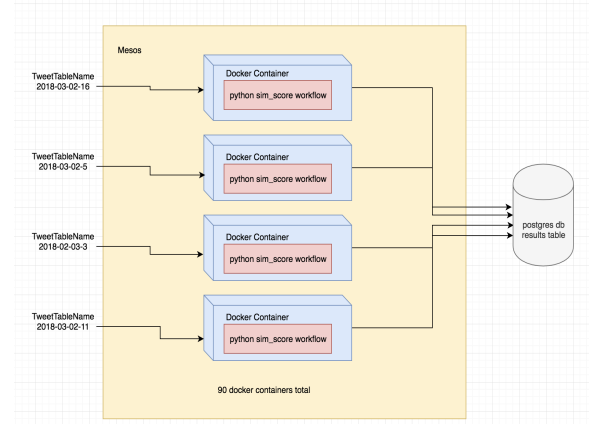 Mesos
TweetTableName
2018-03-02-16
Docker Container
python sim_score workflow
TweetTableName
2018-03-02-5
Docker Container
python sim_score workflow
TweetTableName
2018-02-03-3
Docker Container
python sim_score workflow
TweetTableName
2018-03-02-11
Docker Container
python sim_score workflow
postgres db
results table
90 docker containers total